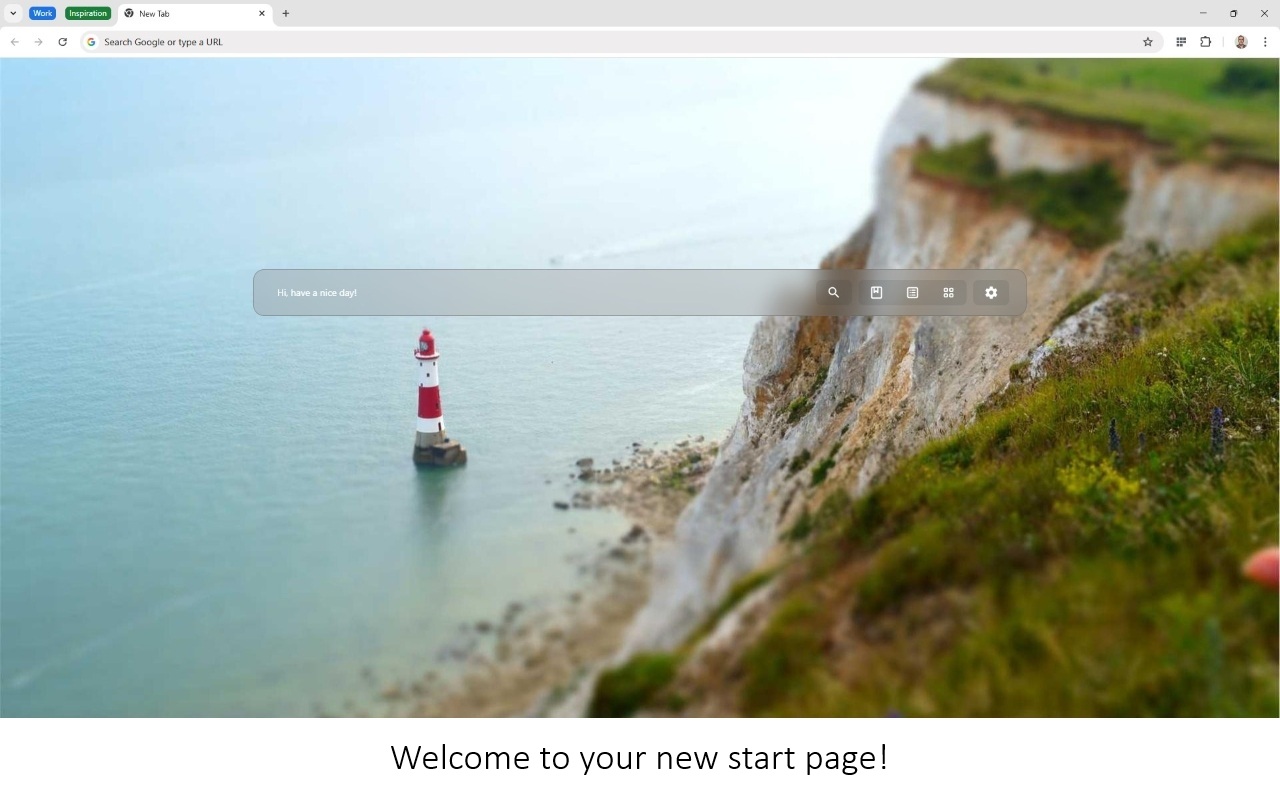 Work
Inspiration
New Tab
Search Google or type a URL
Hi, have a nice day!
Welcome to your new start page!